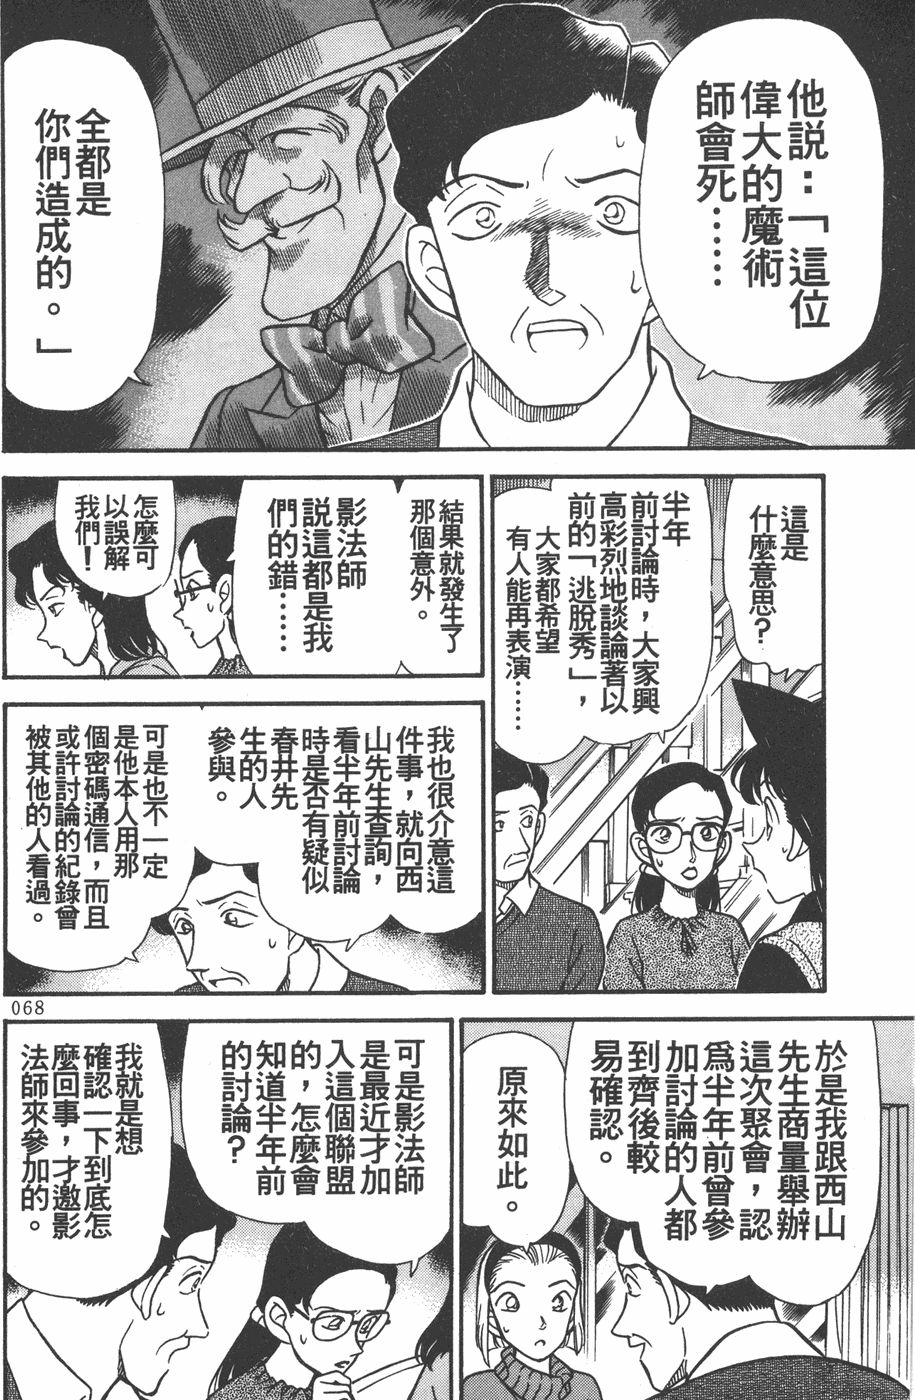 他説：「這位
偉大的魔術
師會死……
全都是
你們造成的。」
這是
什麼意思?
半年
前討論時，大家興
高彩烈地談論著以
前的「逃脫秀」，
大家都希望
有人能再表
演……
結果就發生了
那個意外。
影法師
説這都是我
們的錯……
怎麼可
以誤解
我們！
我也很介意這
件事，就向西
山先生查詢，
看半年前討論
時是否有疑似
春井先
生的人
參與。
可是也不一定
是他本人用那
個密碼通信，而且
或許討論的紀錄曾
被其他的人看過。
068
於是我跟西山
先生商量舉辦
這次聚會，認
為半年前曾參
加討論的人都
到齊後較
易確認。
原來如此。
可是影法師
是最近才加
入這個聯盟
的，怎麼會
知道半年前
的討論？
我就是想
確認一下到底怎
麼回事，才邀影
法師來參加的。